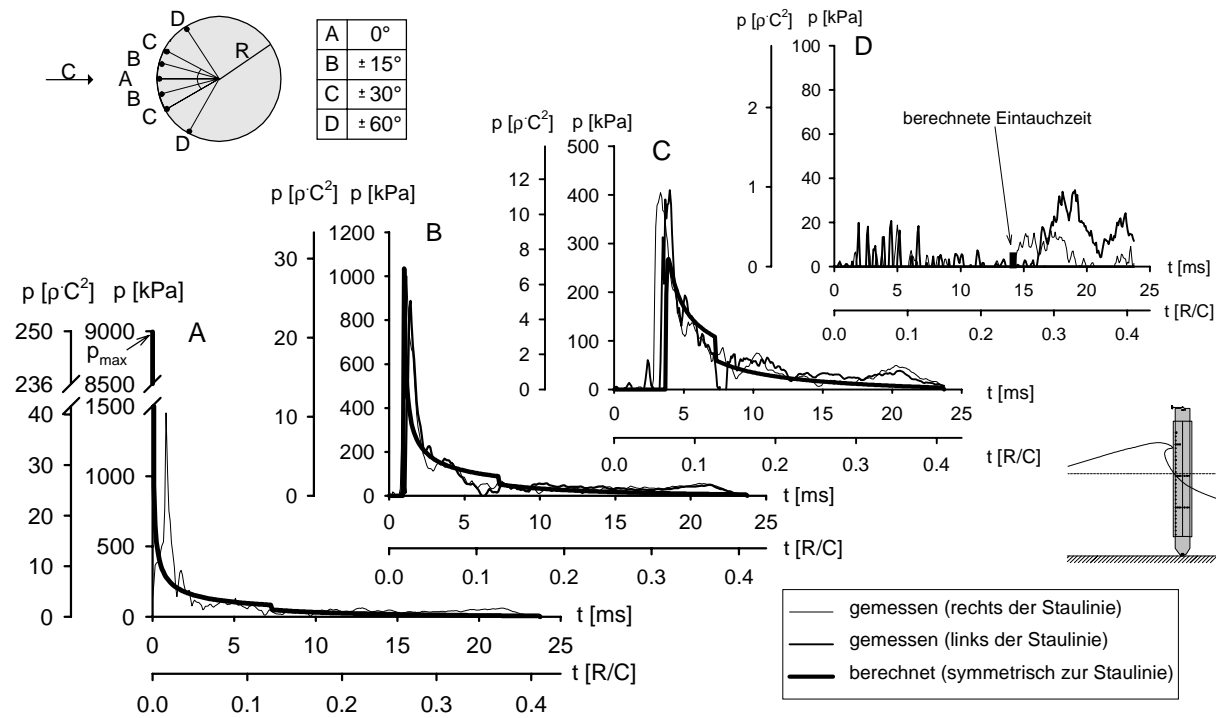 D
C
B
A
B
C
D
C
R
A 0°
B ± 15°
C ± 30°
D ± 60°
p [ρ·C²] p [kPa]
D
2
1
0
100
80
60
40
20
0
berechnete Eintauchzeit
0 5 10 15 20 25
t [ms]
0.0 0.1 0.2 0.3 0.4
t [R/C]
p [ρ·C²] p [kPa]
C
12
10
8
6
4
2
0
500
400
300
200
100
0
0 5 10 15 20 25
t [ms]
0.0 0.1 0.2 0.3 0.4
t [R/C]
p [ρ·C²] p [kPa]
B
30
20
10
0
1200
1000
800
600
400
200
0
0 5 10 15 20 25
t [ms]
0.0 0.1 0.2 0.3 0.4
t [R/C]
p [ρ·C²] p [kPa]
A
250
236
40
30
20
10
0
9000
p max
8500
1500
1000
500
0
0 5 10 15 20 25
t [ms]
0.0 0.1 0.2 0.3 0.4
t [R/C]
gemessen (rechts der Staulinie)
gemessen (links der Staulinie)
berechnet (symmetrisch zur Staulinie)